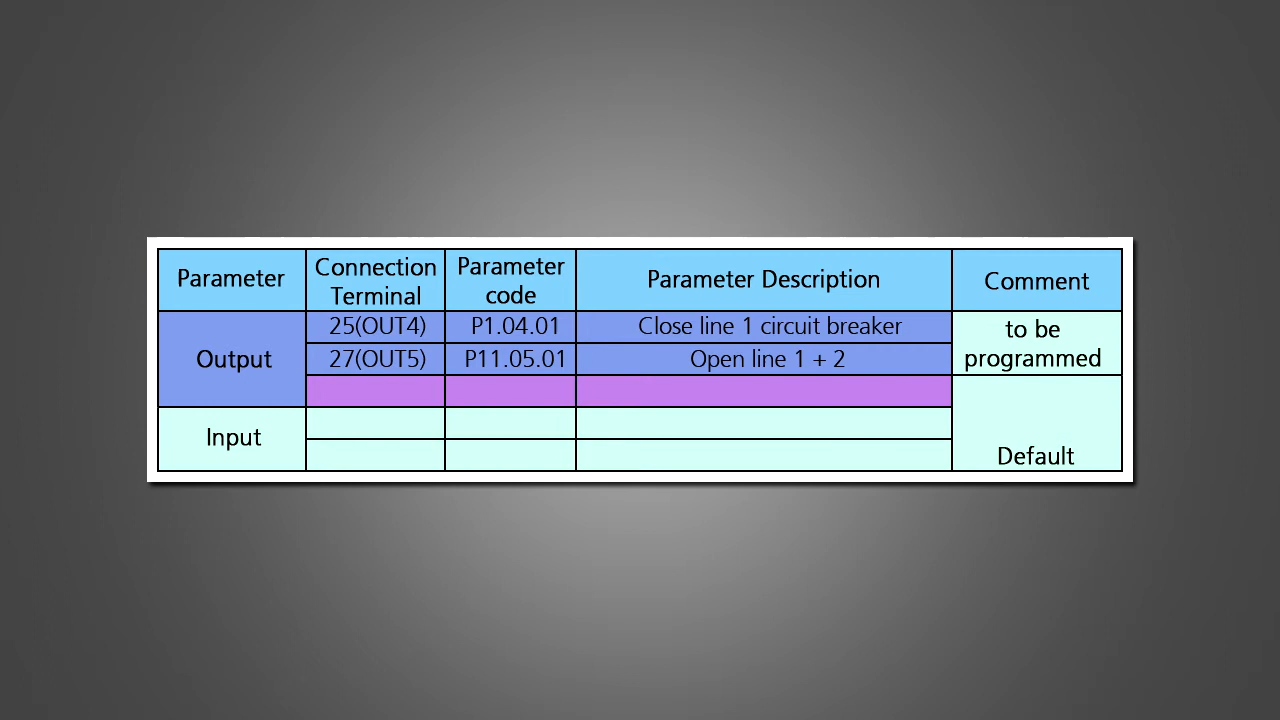 Parameter
Connection
Terminal
Parameter
code
Parameter Description
Comment
Output
25(OUT4)
P1.04.01
Close line 1 circuit breaker
to be
programmed
27(OUT5)
P11.05.01
Open line 1 + 2
Input
Default